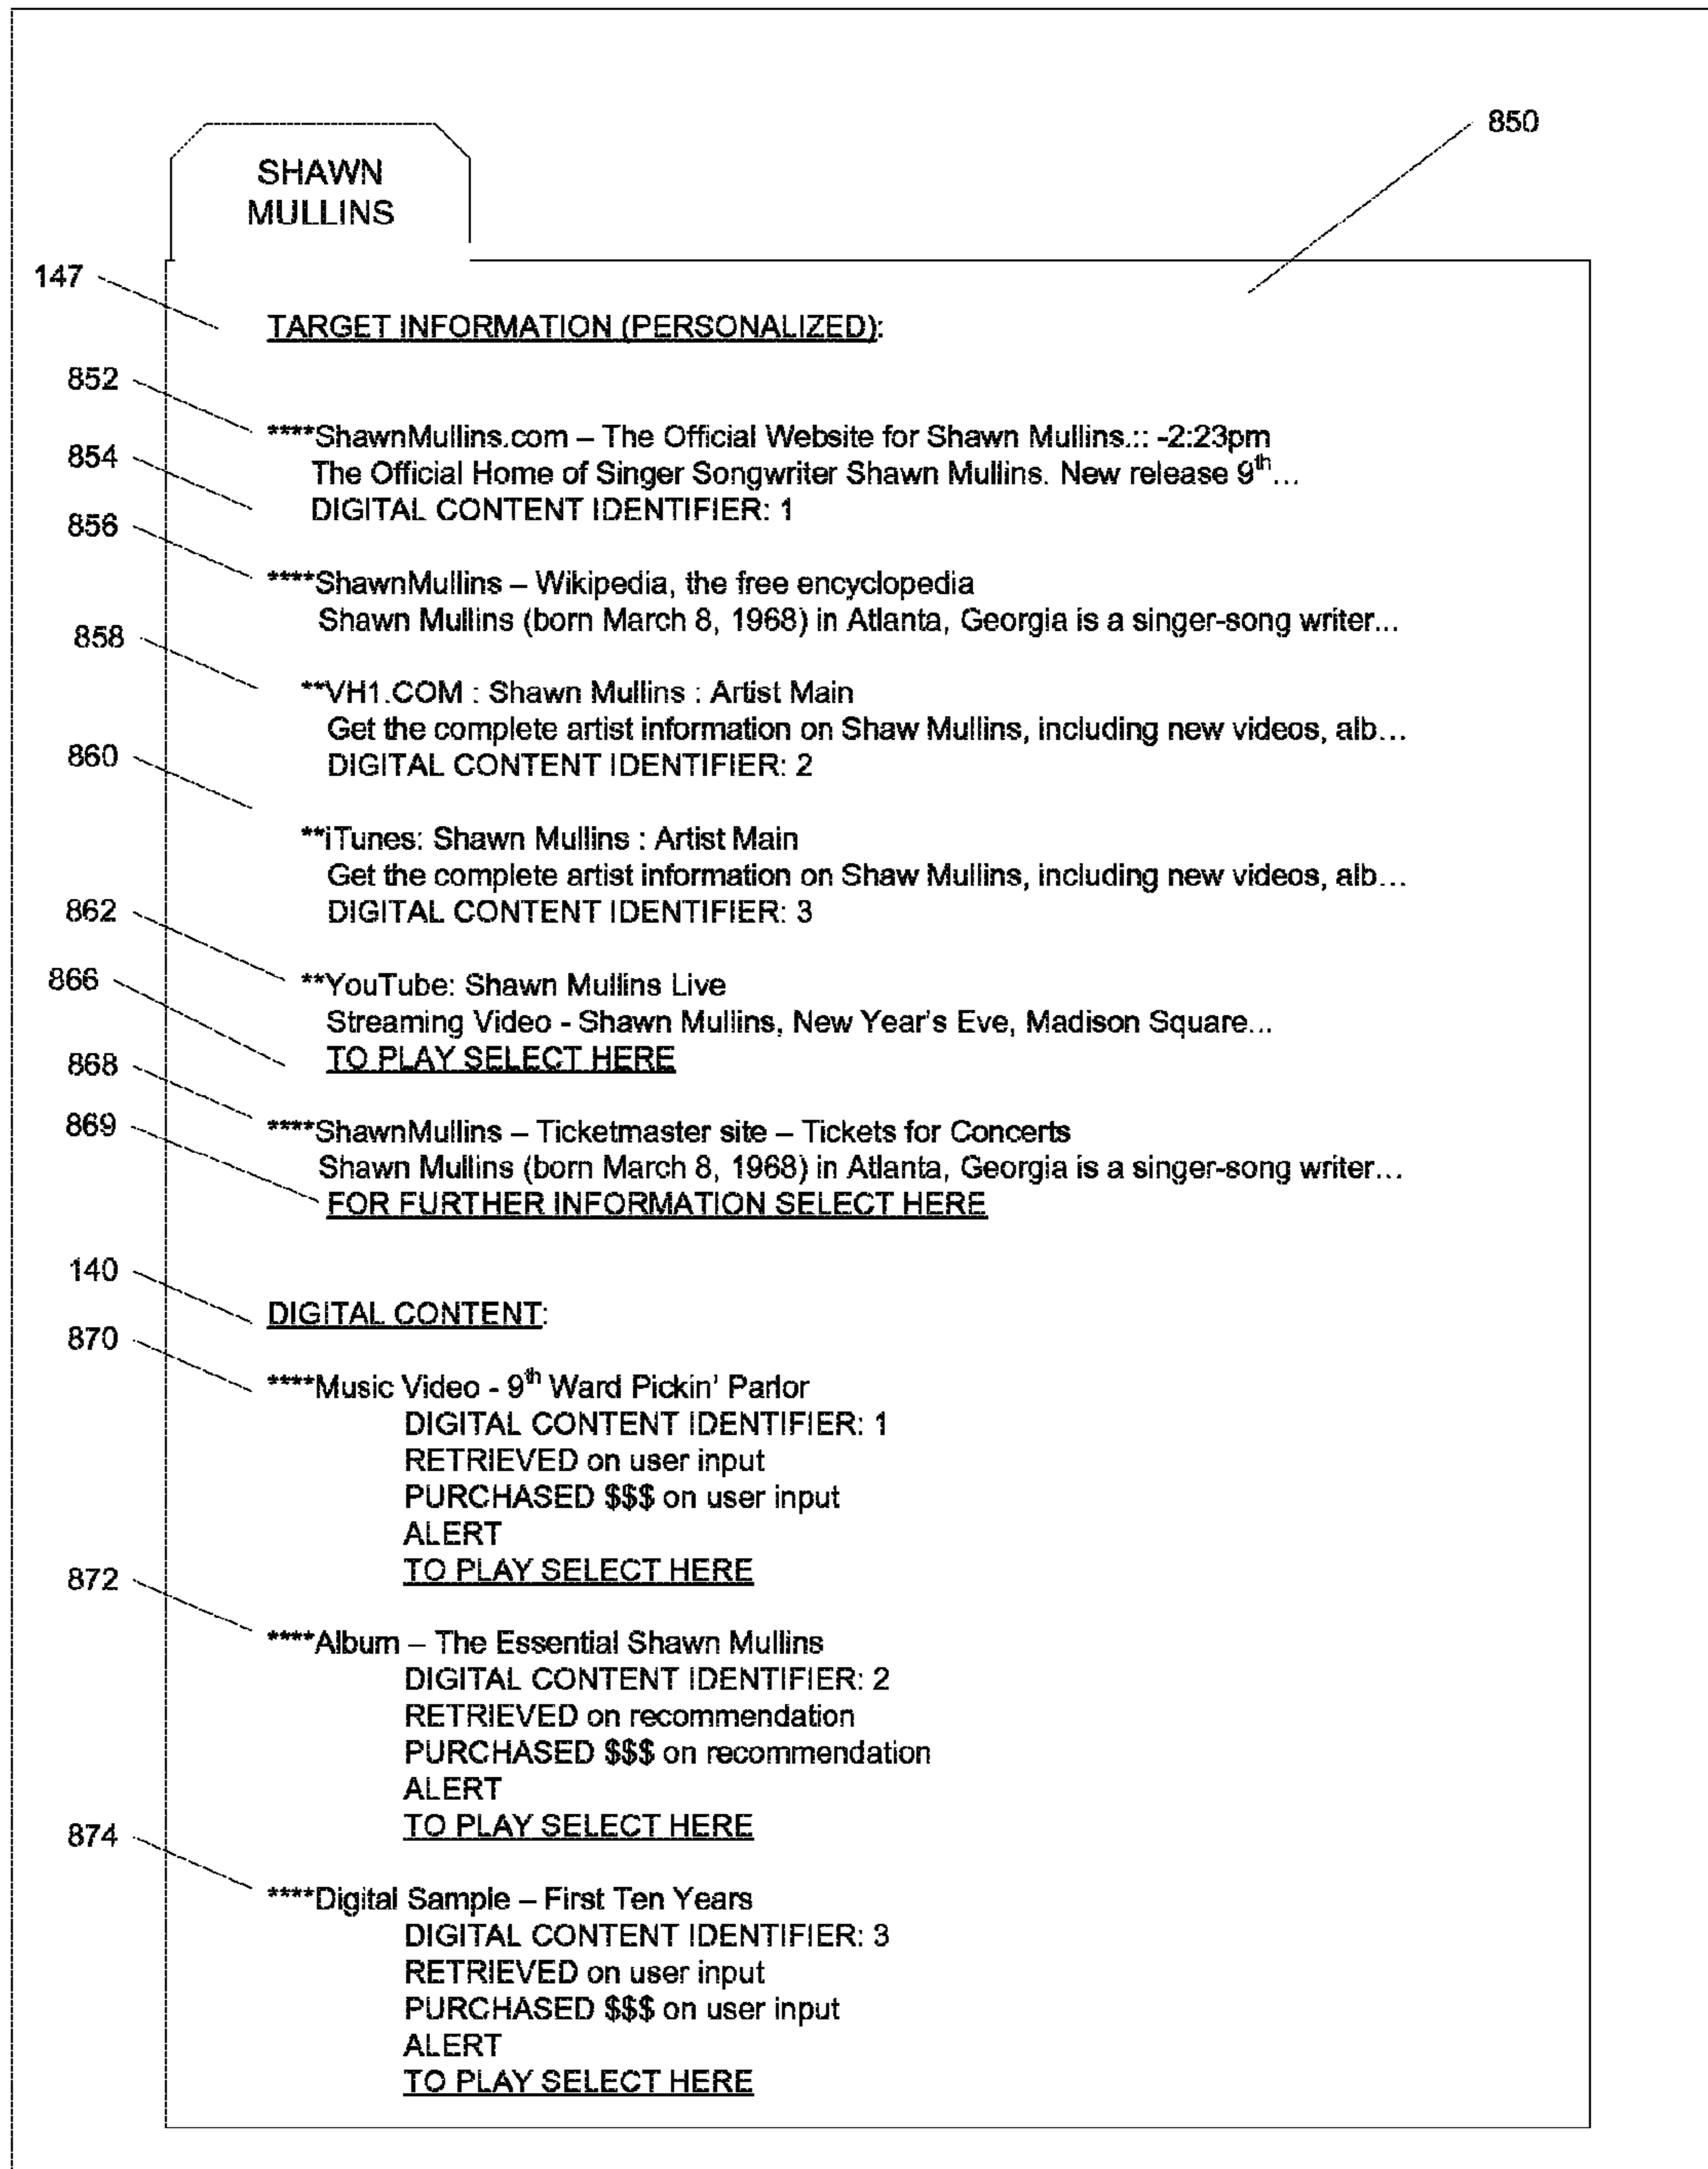 850
SHAWN
MULLINS
147
TARGET INFORMATION (PERSONALIZED):
852
****ShawnMullins.com – The Official Website for Shawn Mullins.:: -2:23pm
854
The Official Home of Singer Songwriter Shawn Mullins. New release 9th...
DIGITAL CONTENT IDENTIFIER: 1
856
****ShawnMullins – Wikipedia, the free encyclopedia
Shawn Mullins (born March 8, 1968) in Atlanta, Georgia is a singer-song writer...
858
**VH1.COM : Shawn Mullins : Artist Main
Get the complete artist information on Shaw Mullins, including new videos, alb...
860
DIGITAL CONTENT IDENTIFIER: 2
**iTunes: Shawn Mullins : Artist Main
Get the complete artist information on Shaw Mullins, including new videos, alb...
862
DIGITAL CONTENT IDENTIFIER: 3
866
**YouTube: Shawn Mullins Live
Streaming Video - Shawn Mullins, New Year's Eve, Madison Square...
868
TO PLAY SELECT HERE
869
****ShawnMullins – Ticketmaster site – Tickets for Concerts
Shawn Mullins (born March 8, 1968) in Atlanta, Georgia is a singer-song writer...
FOR FURTHER INFORMATION SELECT HERE
140
DIGITAL CONTENT:
870
****Music Video - 9th Ward Pickin' Parlor
DIGITAL CONTENT IDENTIFIER: 1
RETRIEVED on user input
PURCHASED $$$ on user input
ALERT
TO PLAY SELECT HERE
872
****Album – The Essential Shawn Mullins
DIGITAL CONTENT IDENTIFIER: 2
RETRIEVED on recommendation
PURCHASED $$$ on recommendation
ALERT
TO PLAY SELECT HERE
874
****Digital Sample – First Ten Years
DIGITAL CONTENT IDENTIFIER: 3
RETRIEVED on user input
PURCHASED $$$ on user input
ALERT
TO PLAY SELECT HERE